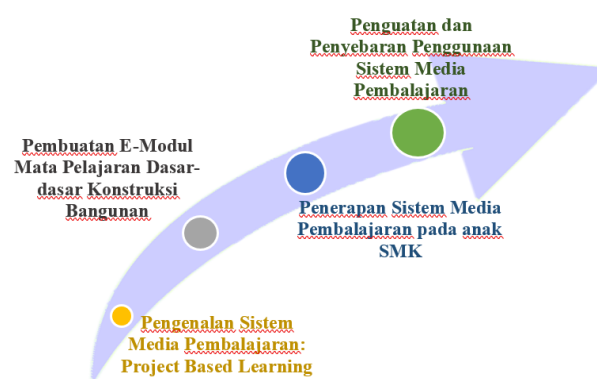 Penguatan dan
Penyebaran Penggunaan
Sistem Media
Pembalajaran
Pembuatan E-Modul
Mata Pelajaran Dasar-
dasar Konstruksi
Bangunan
Penerapan Sistem Media
Pembalajaran pada anak
SMK
Pengenalan Sistem
Media Pembalajaran:
Project Based Learning